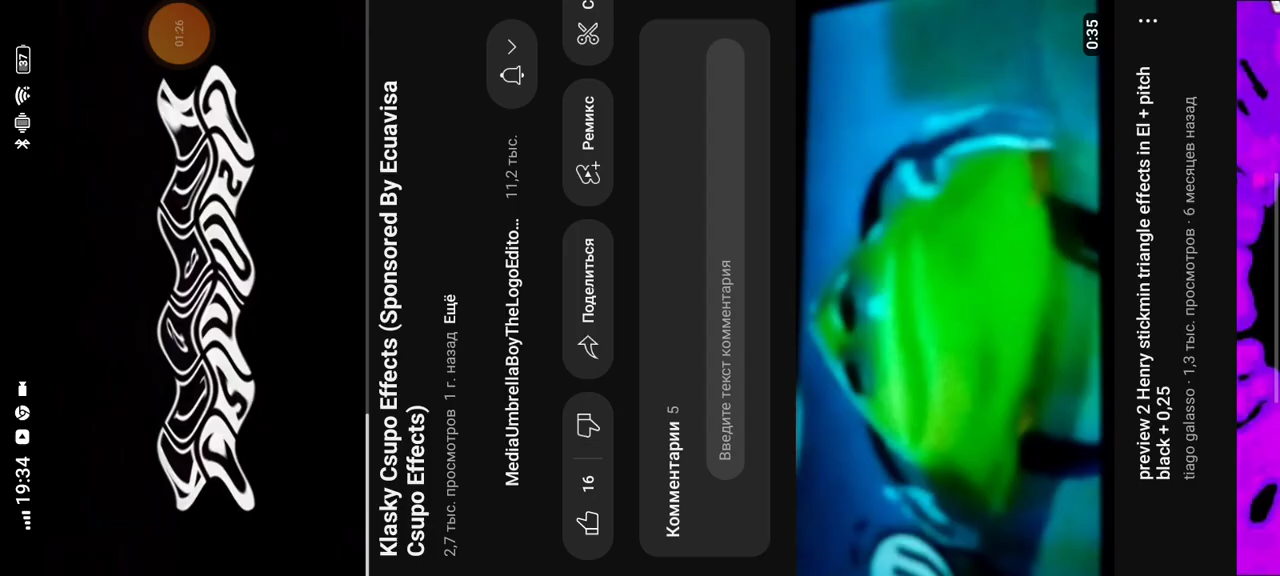 19:34
37
01:26
Klasky Csupo Effects (Sponsored By Ecuavisa
Csupo Effects)
2,7 тыс. просмотров 1 г. назад Ещё
MediaUmbrellaBoyTheLogoEdito... 11,2 тыс.
16
Поделиться
Ремикс
С
Комментарии 5
Введите текст комментария
0:35
preview 2 Henry stickmin triangle effects in El + pitch
black + 0,25
tiago galasso · 1,3 тыс. просмотров · 6 месяцев назад